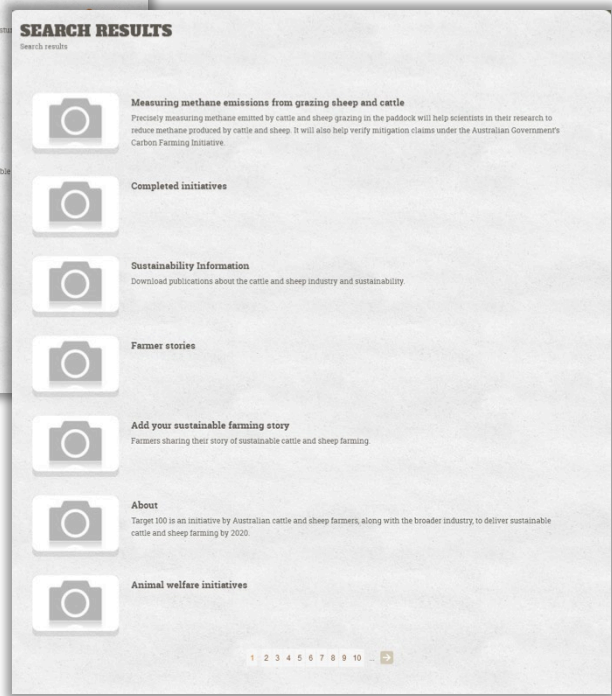 SEARCH RESULTS
Search results
Measuring methane emissions from grazing sheep and cattle
Precisely measuring methane emitted by cattle and sheep grazing in the paddock will help scientists in their research to
reduce methane produced by cattle and sheep. It will also help verify mitigation claims under the Australian Government's
Carbon Farming Initiative.
Completed initiatives
Sustainability Information
Download publications about the cattle and sheep industry and sustainability.
Farmer stories
Add your sustainable farming story
Farmers sharing their story of sustainable cattle and sheep farming.
About
Target 100 is an initiative by Australian cattle and sheep farmers, along with the broader industry, to deliver sustainable
cattle and sheep farming by 2020.
Animal welfare initiatives
1 2 3 4 5 6 7 8 9 10 ...